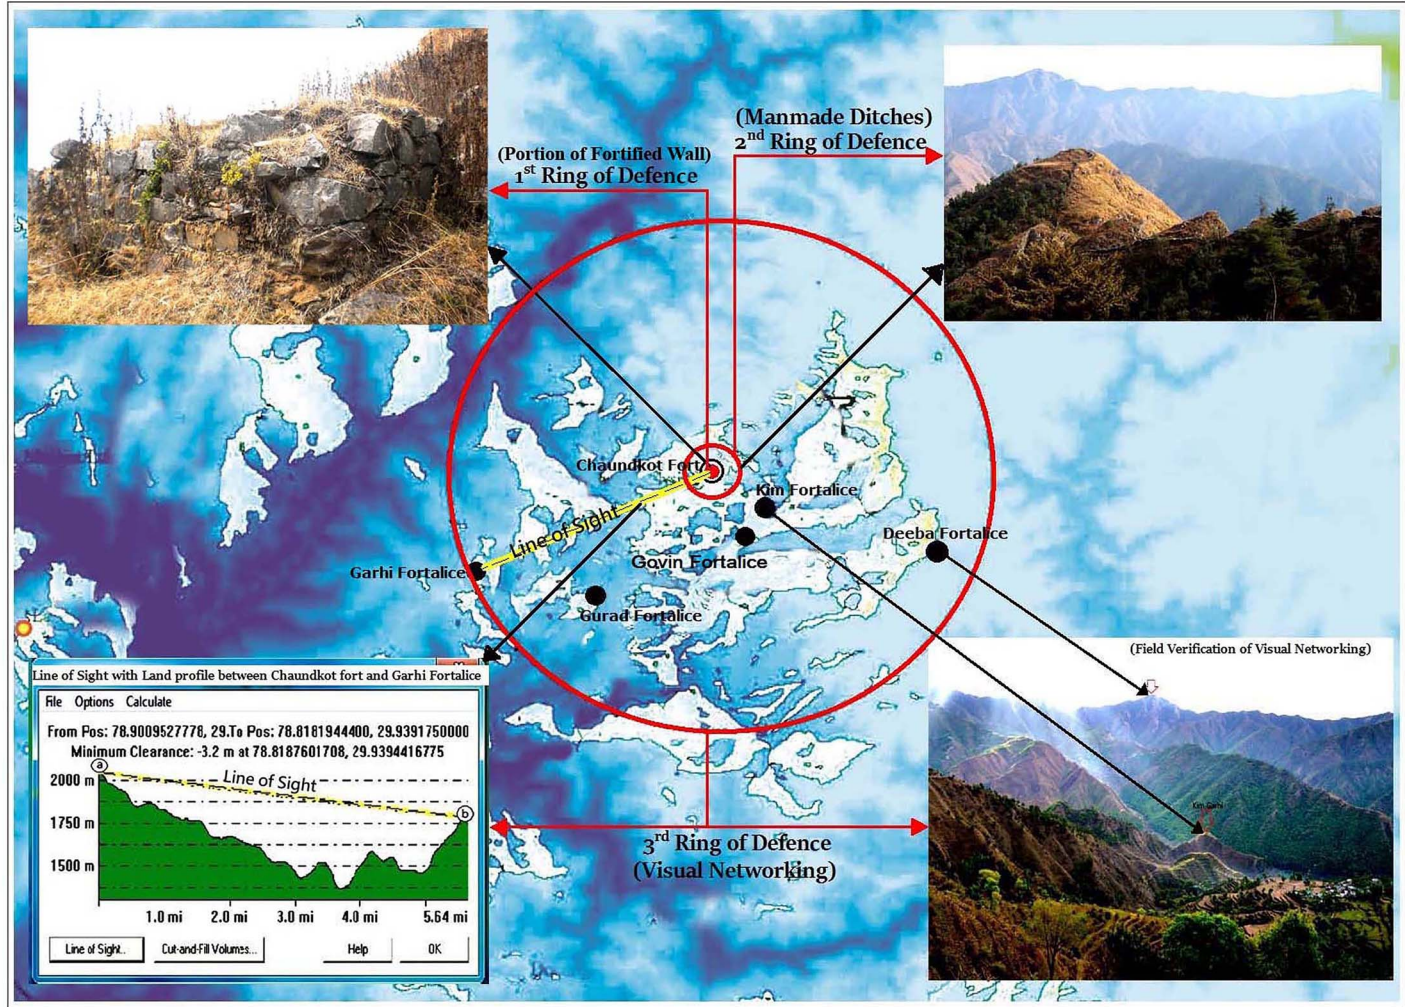 (Manmade Ditches)
2nd Ring of Defence
(Portion of Fortified Wall)
1st Ring of Defence
Chaundkot Fort
Kim Fortalice
Line of Sight
Deeba Fortalice
Govin Fortalice
Garhi Fortalice
Gurad Fortalice
(Field Verification of Visual Networking)
Line of Sight with Land profile between Chaundkot fort and Garhi Fortalice
File Options Calculate
From Pos: 78.9009527778, 29.To Pos: 78.8181944400, 29.9391750000
Minimum Clearance: -3.2 m at 78.8187601708, 29.9394416775
a
2000 m
Line of Sight
b
1750 m
1500 m
1.0 mi 2.0 mi 3.0 mi 4.0 mi 5.64 mi
Line of Sight.. Cut-and-Fill Volumes... Help OK
Kim Garhi
3rd Ring of Defence
(Visual Networking)